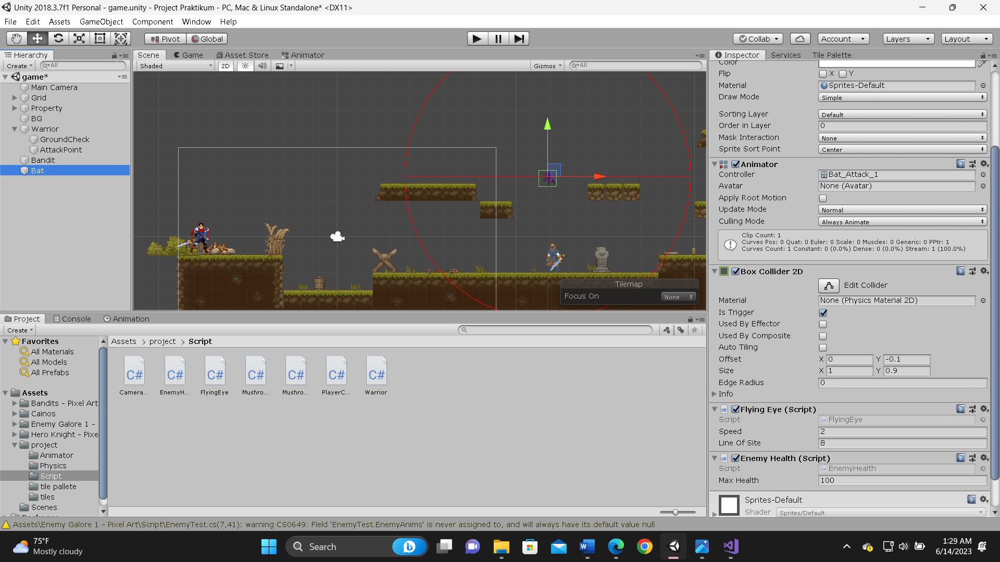 Unity 2018.3.7f1 Personal - game.unity - Project Praktikum - PC, Mac & Linux Standalone* <DX11>
File Edit Assets GameObject Component Window Help
Pivot Global Collab Account Layers Layout
Hierarchy
Create All
game*
Main Camera
Grid
Property
BG
Warrior
GroundCheck
AttackPoint
Bandit
Bat
Scene Game Asset Store Animator
Shaded 2D Gizmos All
Tilemap
Focus On None
Inspector Services Tile Palette
Color
Flip X Y
Material Sprites-Default
Draw Mode Simple
Sorting Layer Default
Order in Layer 0
Mask Interaction None
Sprite Sort Point Center
Animator
Controller Bat_Attack_1
Avatar None (Avatar)
Apply Root Motion
Update Mode Normal
Culling Mode Always Animate
Clip Count: 1
Curves Pos: 0 Quat: 0 Euler: 0 Scale: 0 Muscles: 0 Generic: 0 PPtr: 1
Curves Count: 1 Constant: 0 (0.0%) Dense: 0 (0.0%) Stream: 1 (100.0%)
Box Collider 2D
Edit Collider
Material None (Physics Material 2D)
Is Trigger
Used By Effector
Used By Composite
Auto Tiling
Offset X 0 Y -0.1
Size X 1 Y 0.9
Edge Radius 0
Info
Flying Eye (Script)
Script FlyingEye
Speed 2
Line Of Site 8
Enemy Health (Script)
Script EnemyHealth
Max Health 100
Sprites-Default
Shader Sprites/Default
Project Console Animation
Create
Favorites
All Materials
All Models
All Prefabs
Assets
Bandits - Pixel Art
Cainos
Enemy Galore 1 -
Hero Knight - Pixe
project
Animator
Physics
Script
tile pallete
tiles
Scenes
Assets project Script
C# C# C# C# C# C# C#
Camera... EnemyH... FlyingEye Mushro... Mushro... PlayerC... Warrior
Assets\Enemy Galore 1 - Pixel Art\Script\EnemyTest.cs(7,41): warning CS0649: Field 'EnemyTest.EnemyAnims' is never assigned to, and will always have its default value null
75°F
Mostly cloudy
Search
1:29 AM
6/14/2023